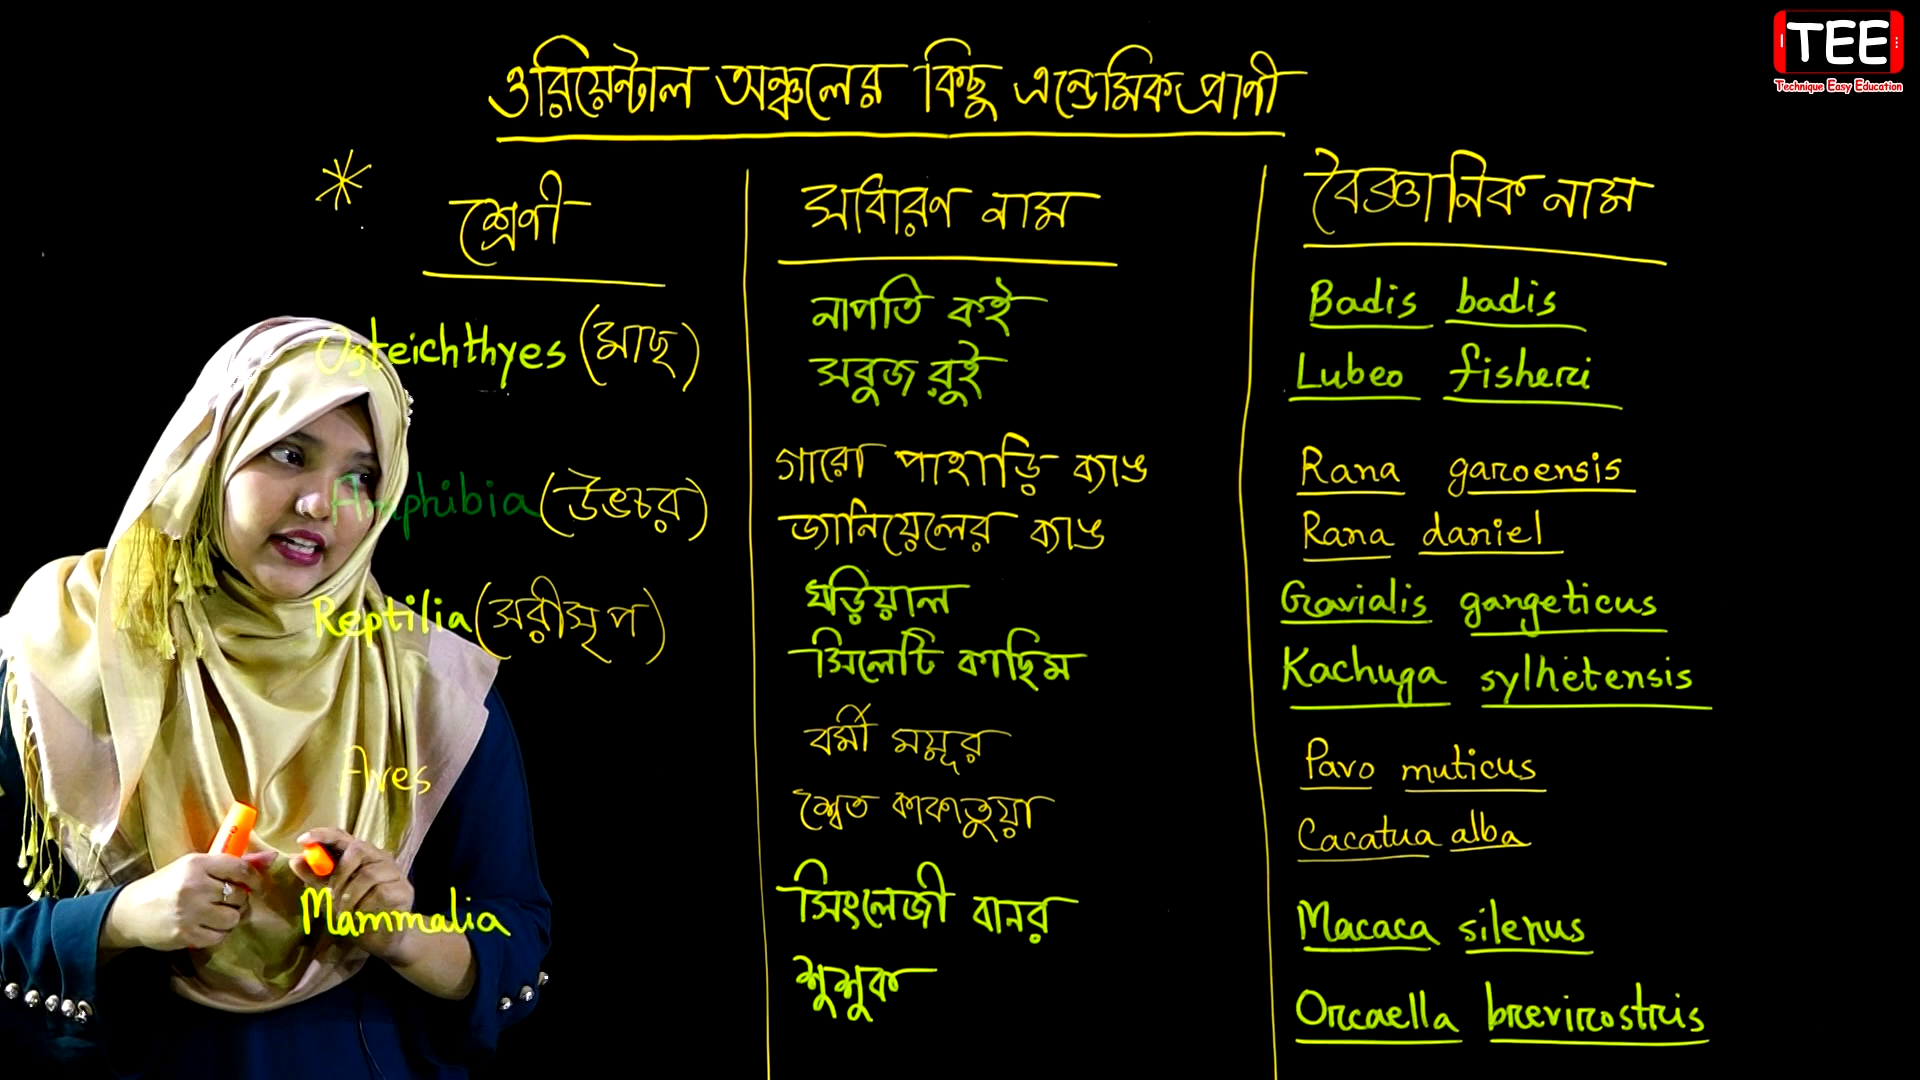 TEE
Technique Easy Education
ওরিয়েন্টাল অঞ্চলের কিছু এন্ডেমিক প্রাণী
* শ্রেণী সাধারণ নাম বৈজ্ঞানিক নাম
নাপতি কই Badis badis
Osteichthyes (মাছ) সবুজ রুই Lubeo fisheri
গারো পাহাড়ি ব্যাঙ Rana garoensis
Amphibia (উভচর) ড্যানিয়েলের ব্যাঙ Rana daniel
ঘড়িয়াল Gavialis gangeticus
Reptilia (সরীসৃপ) সিলেটি কাছিম Kachuga sylhetensis
বর্মী ময়ূর Pavo muticus
Aves শ্বেত কাকাতুয়া Cacatua alba
Mammalia সিংলেজী বানর Macaca silenus
শুশুক Orcaella brevirostris